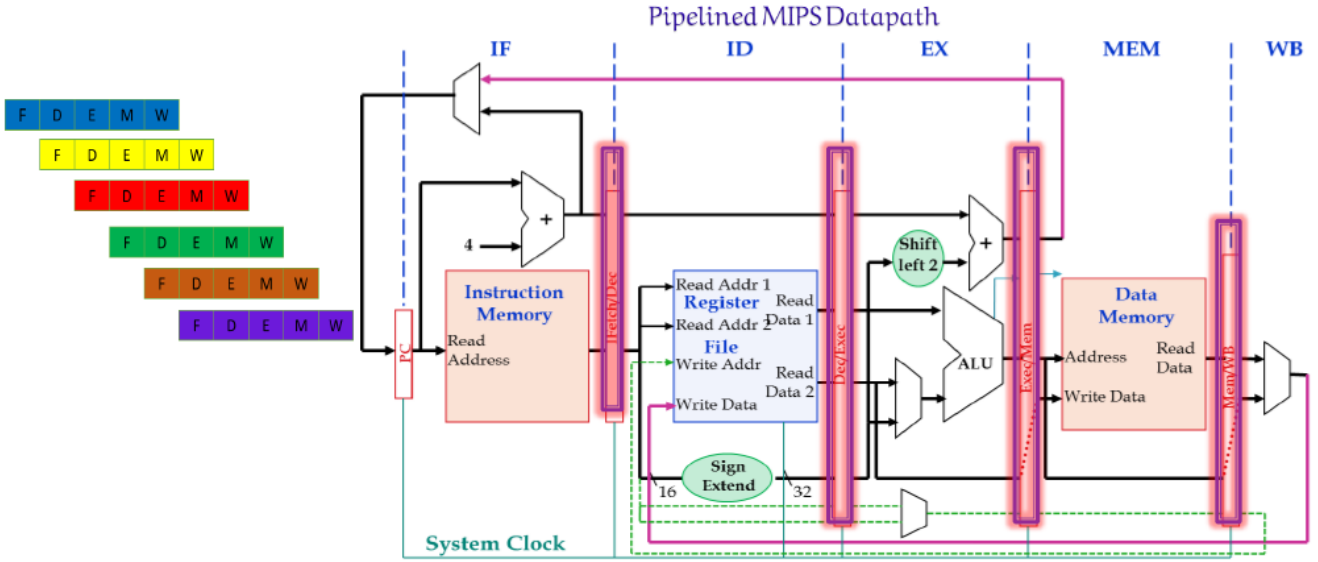 Pipelined MIPS Datapath
IF
ID
EX
MEM
WB
F D E M W
F D E M W
F D E M W
F D E M W
F D E M W
F D E M W
+
4
Shift
left 2
+
PC
Instruction
Memory
Read
Address
IFetch/Dec
Read Addr 1
Register
Read Addr 2
File
Write Addr
Write Data
Read
Data 1
Read
Data 2
Sign
Extend
16
32
Dec/Exec
ALU
Exec/Mem
Data
Memory
Address
Write Data
Read
Data
Mem/WB
System Clock